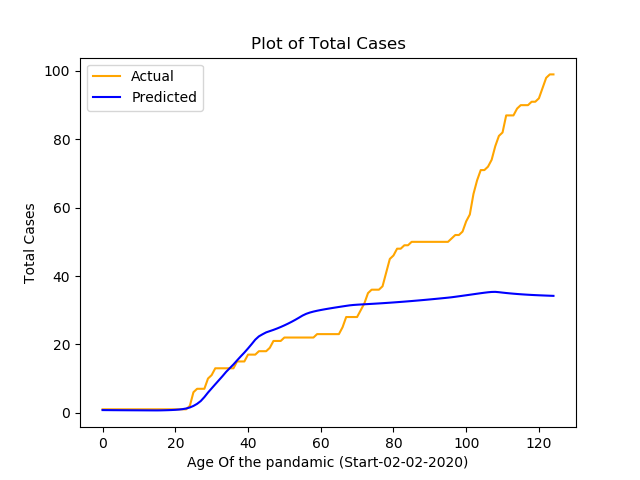 Plot of Total Cases
Actual
Predicted
100
80
60
40
20
0
Total Cases
0 20 40 60 80 100 120
Age Of the pandamic (Start-02-02-2020)